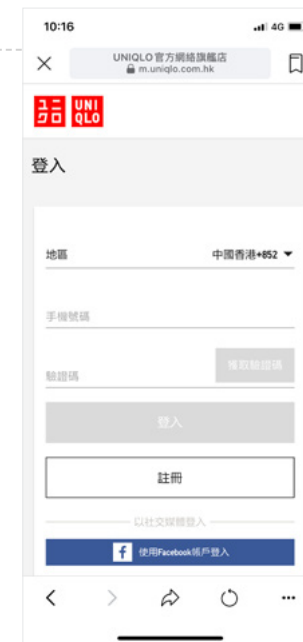 10:16
4G
UNIQLO官方網絡旗艦店
m.uniqlo.com.hk
ユニ
クロ
UNI
QLO
登入
地區
中國香港+852
手機號碼
驗證碼
獲取驗證碼
登入
註冊
以社交媒體登入
f 使用Facebook帳戶登入